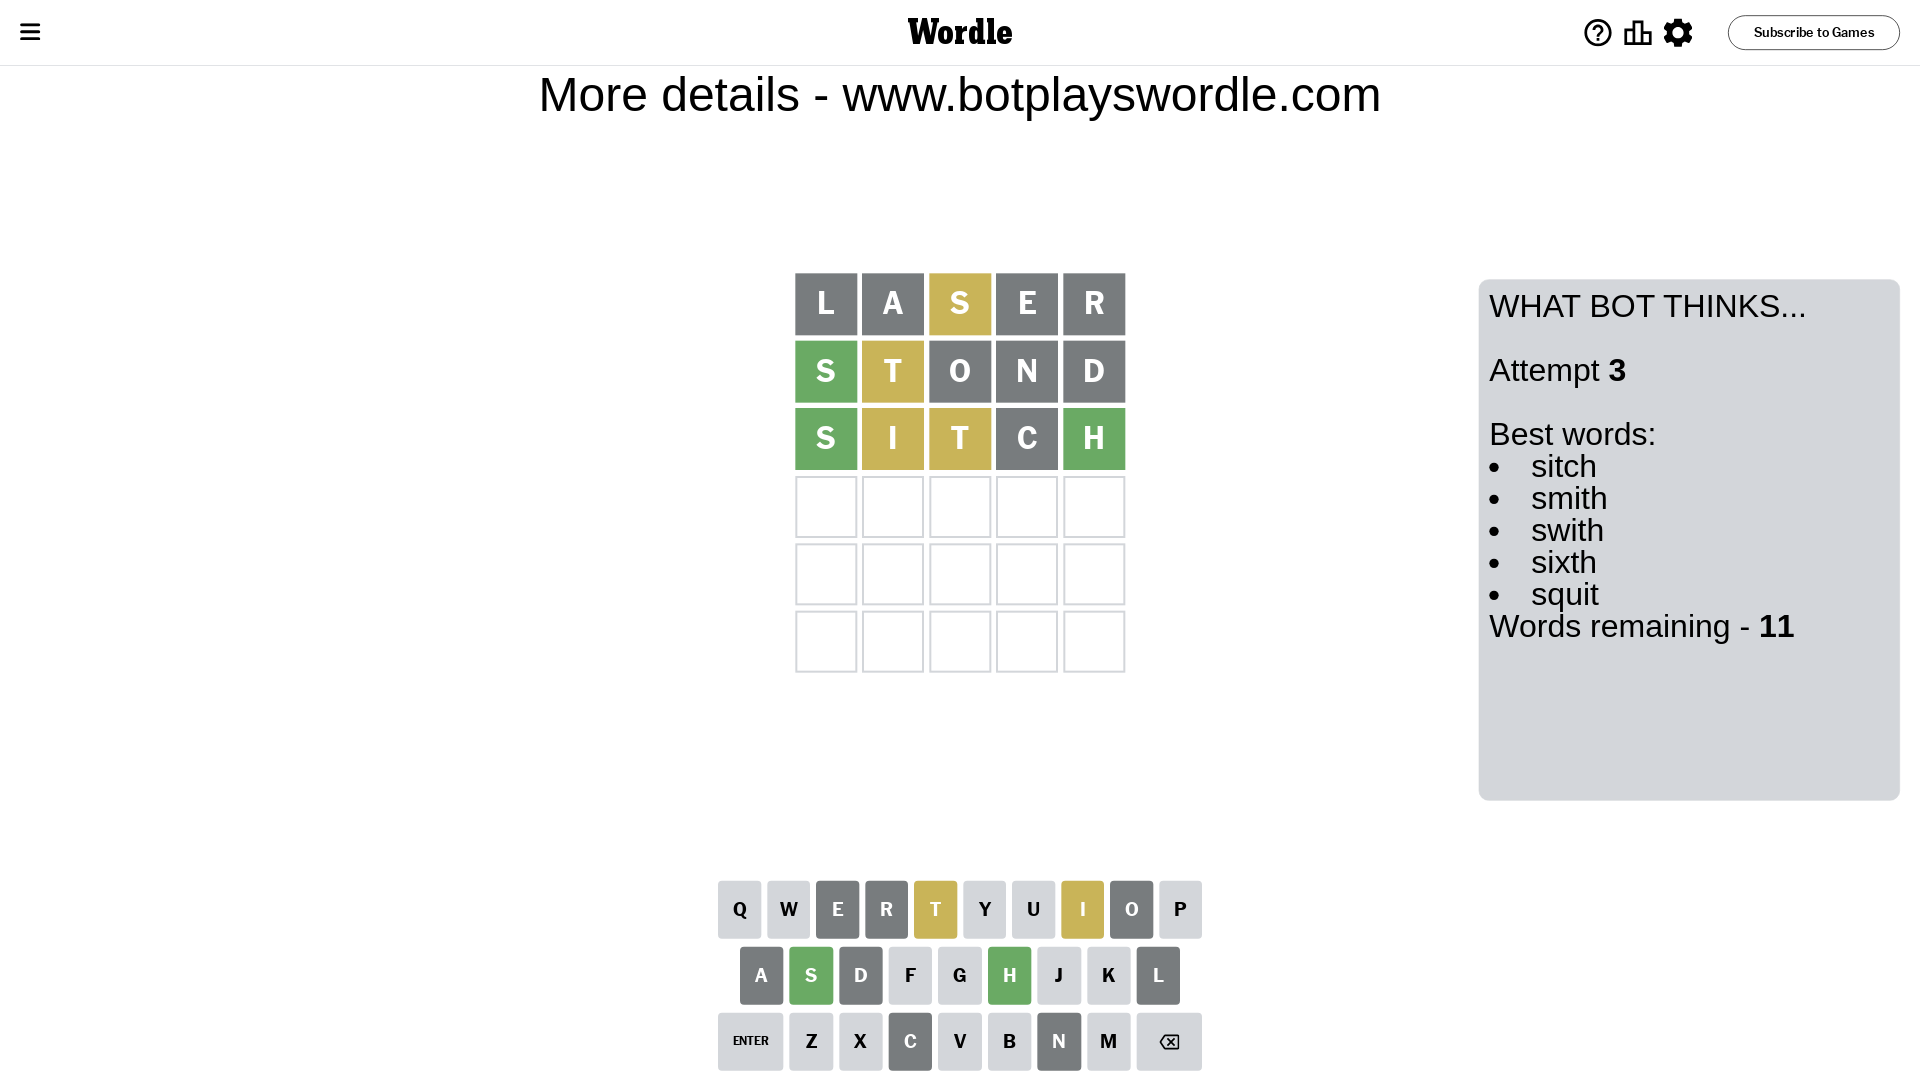 Wordle
Subscribe to Games
More details - www.botplayswordle.com
L A S E R
S T O N D
S I T C H
WHAT BOT THINKS...
Attempt 3
Best words:
• sitch
• smith
• swith
• sixth
• squit
Words remaining - 11
Q W E R T Y U I O P
A S D F G H J K L
ENTER Z X C V B N M